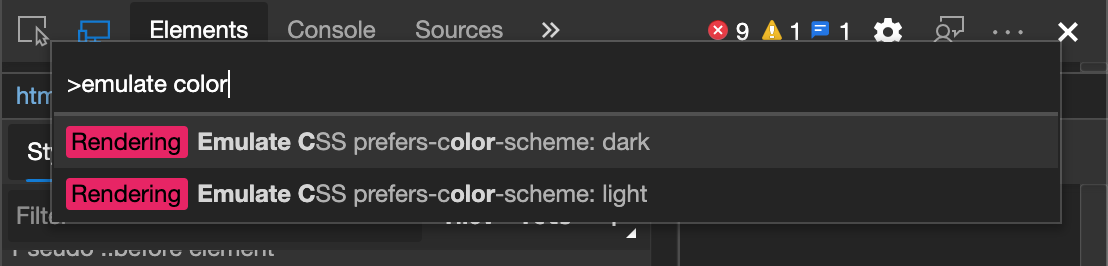 Elements Console Sources » 9 1 1
>emulate color
htm
Rendering Emulate CSS prefers-color-scheme: dark
Sty
Rendering Emulate CSS prefers-color-scheme: light
Filter
Pseudo ::before element